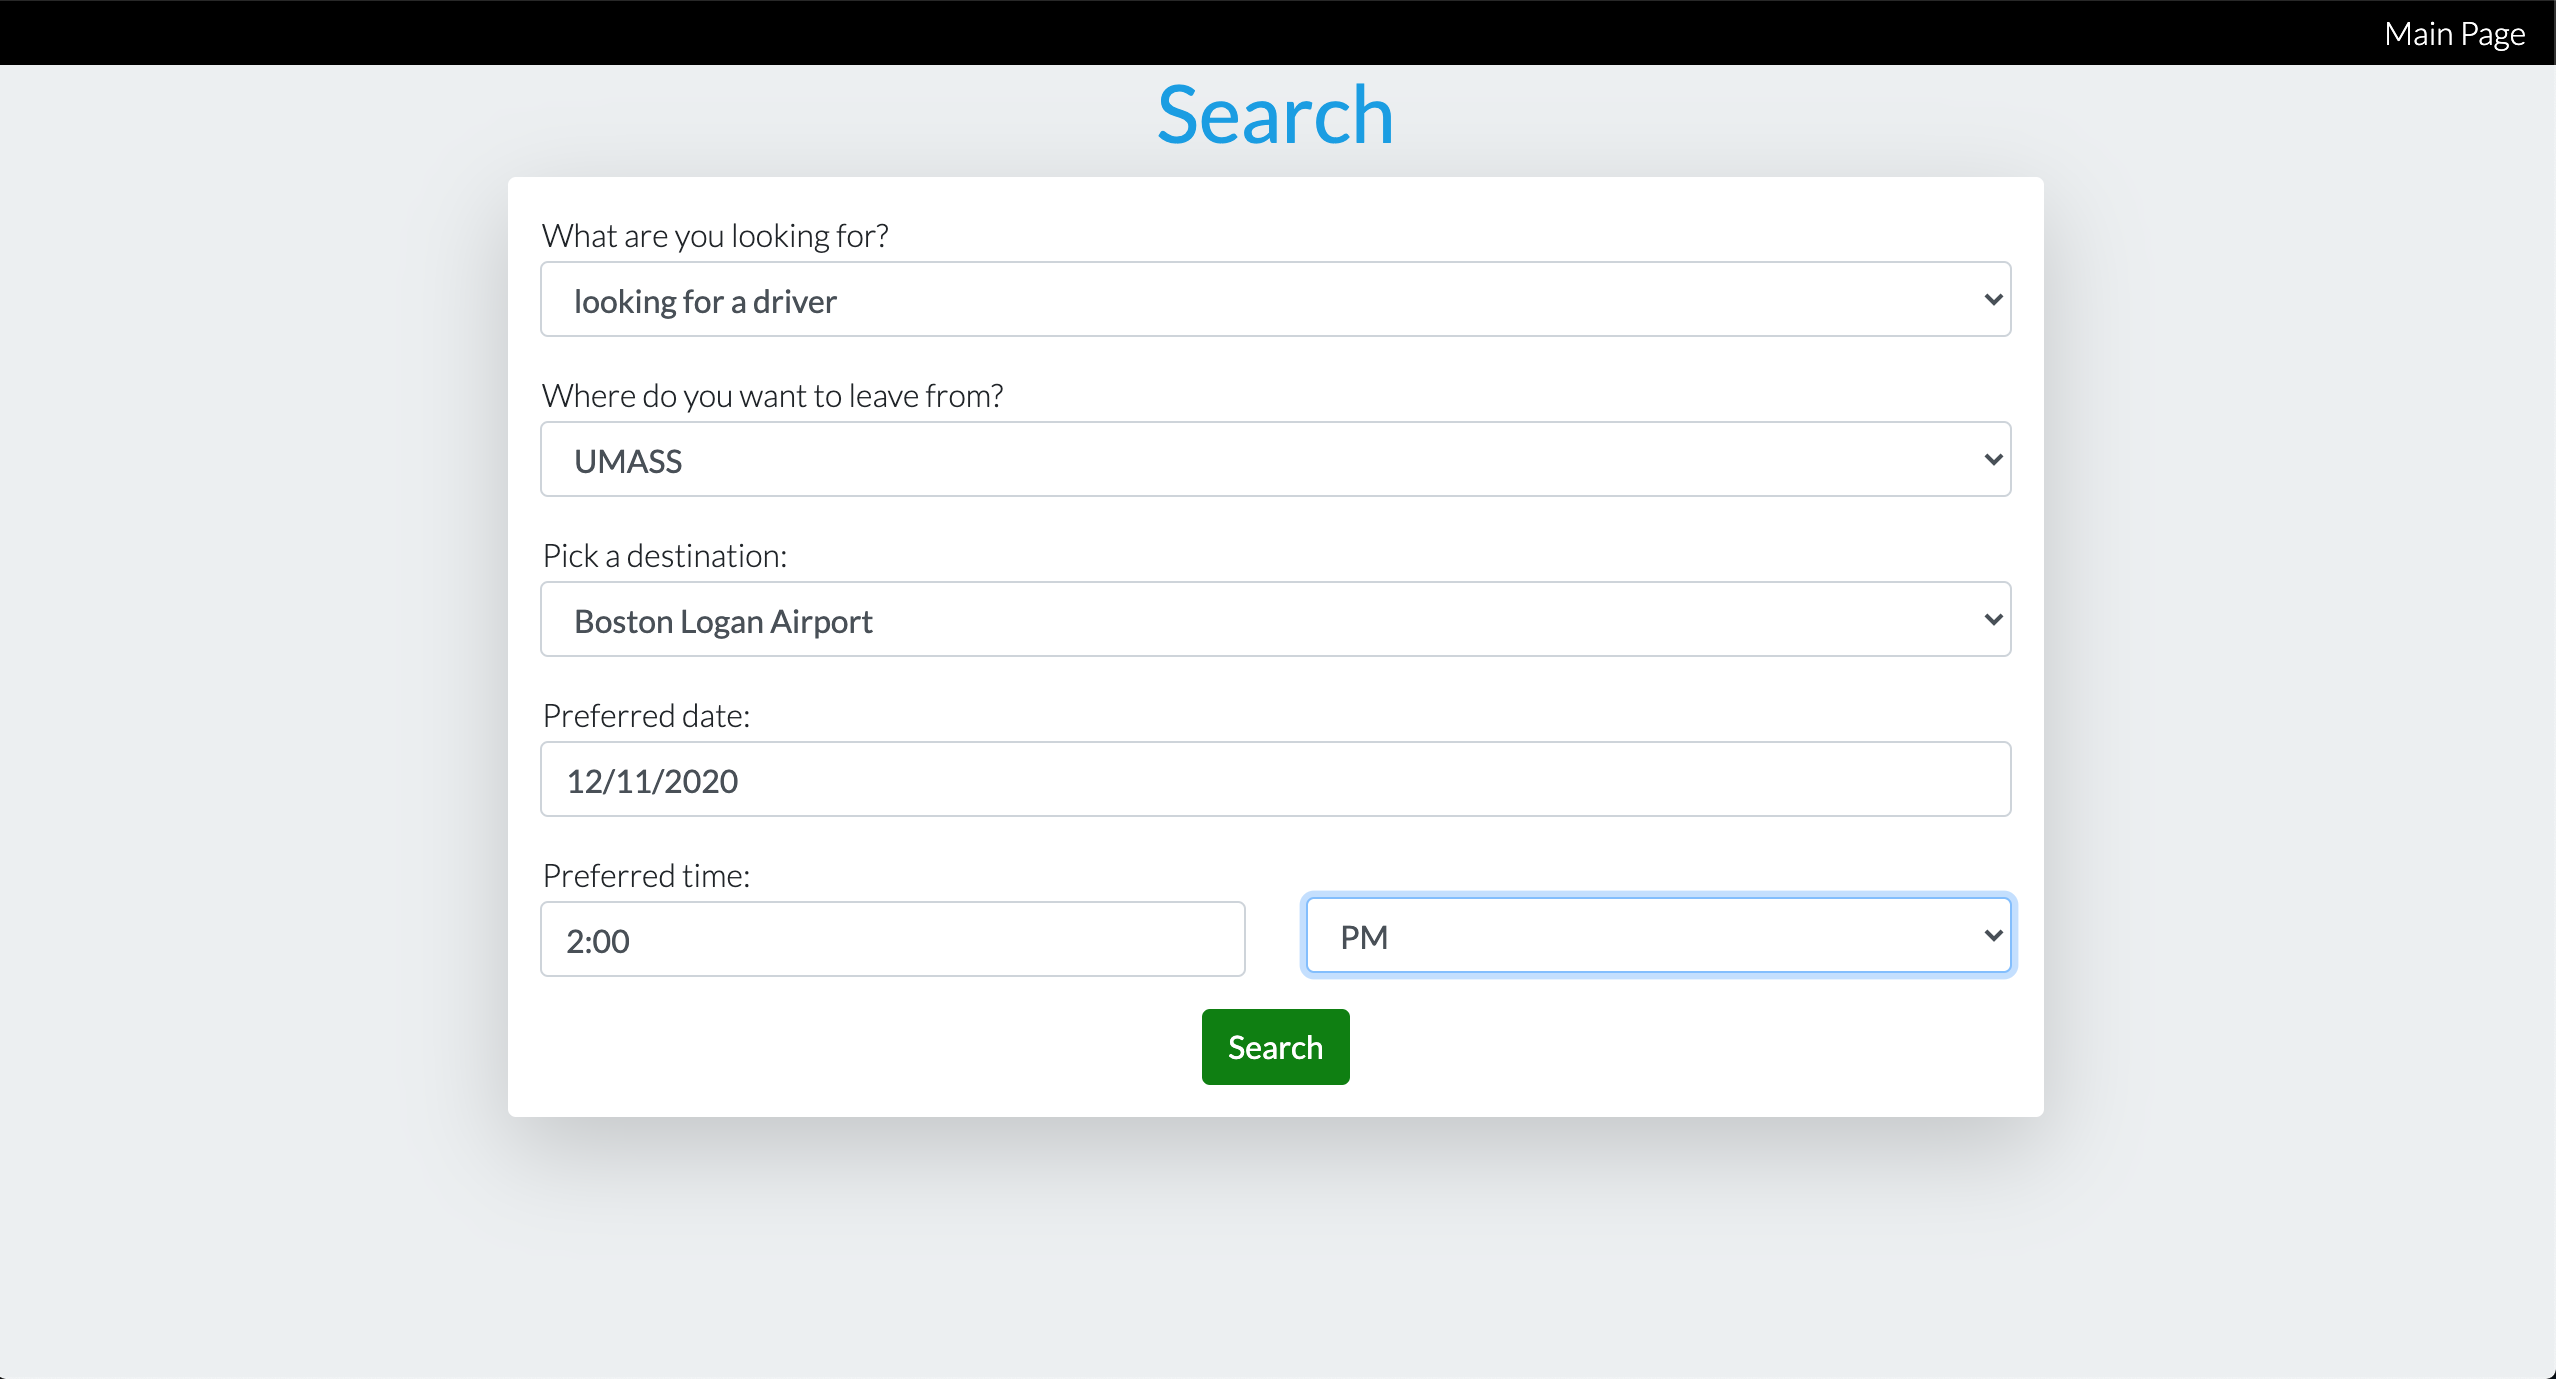 Main Page
Search
What are you looking for?
looking for a driver
Where do you want to leave from?
UMASS
Pick a destination:
Boston Logan Airport
Preferred date:
12/11/2020
Preferred time:
2:00 PM
Search